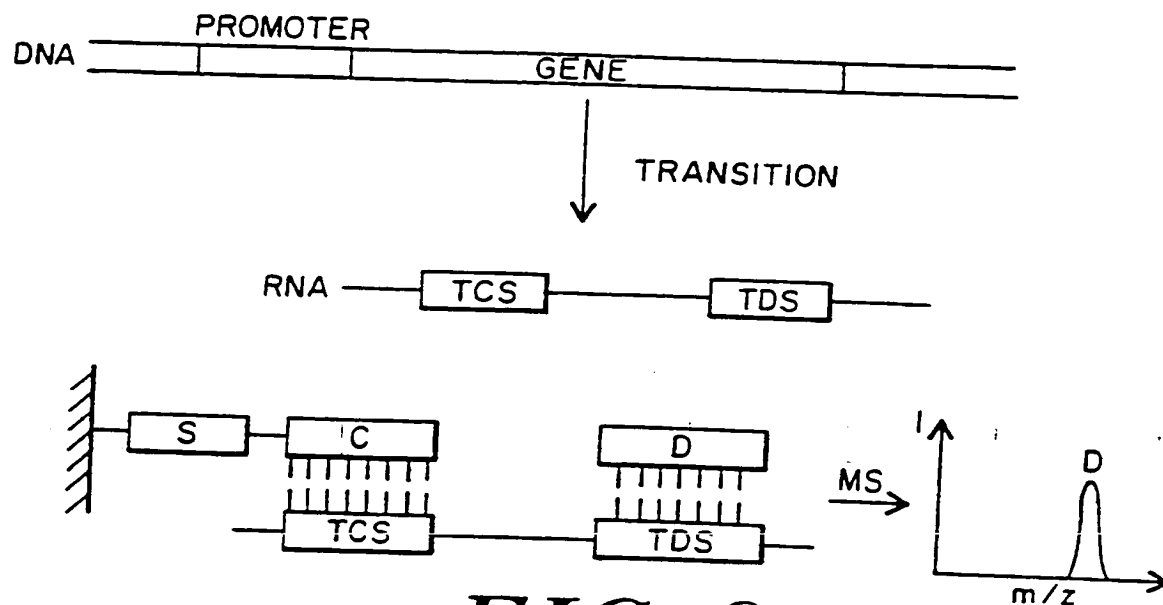 PROMOTER
DNA
GENE
TRANSITION
RNA
TCS
TDS
S
C
D
TCS
TDS
MS
I
D
m/z